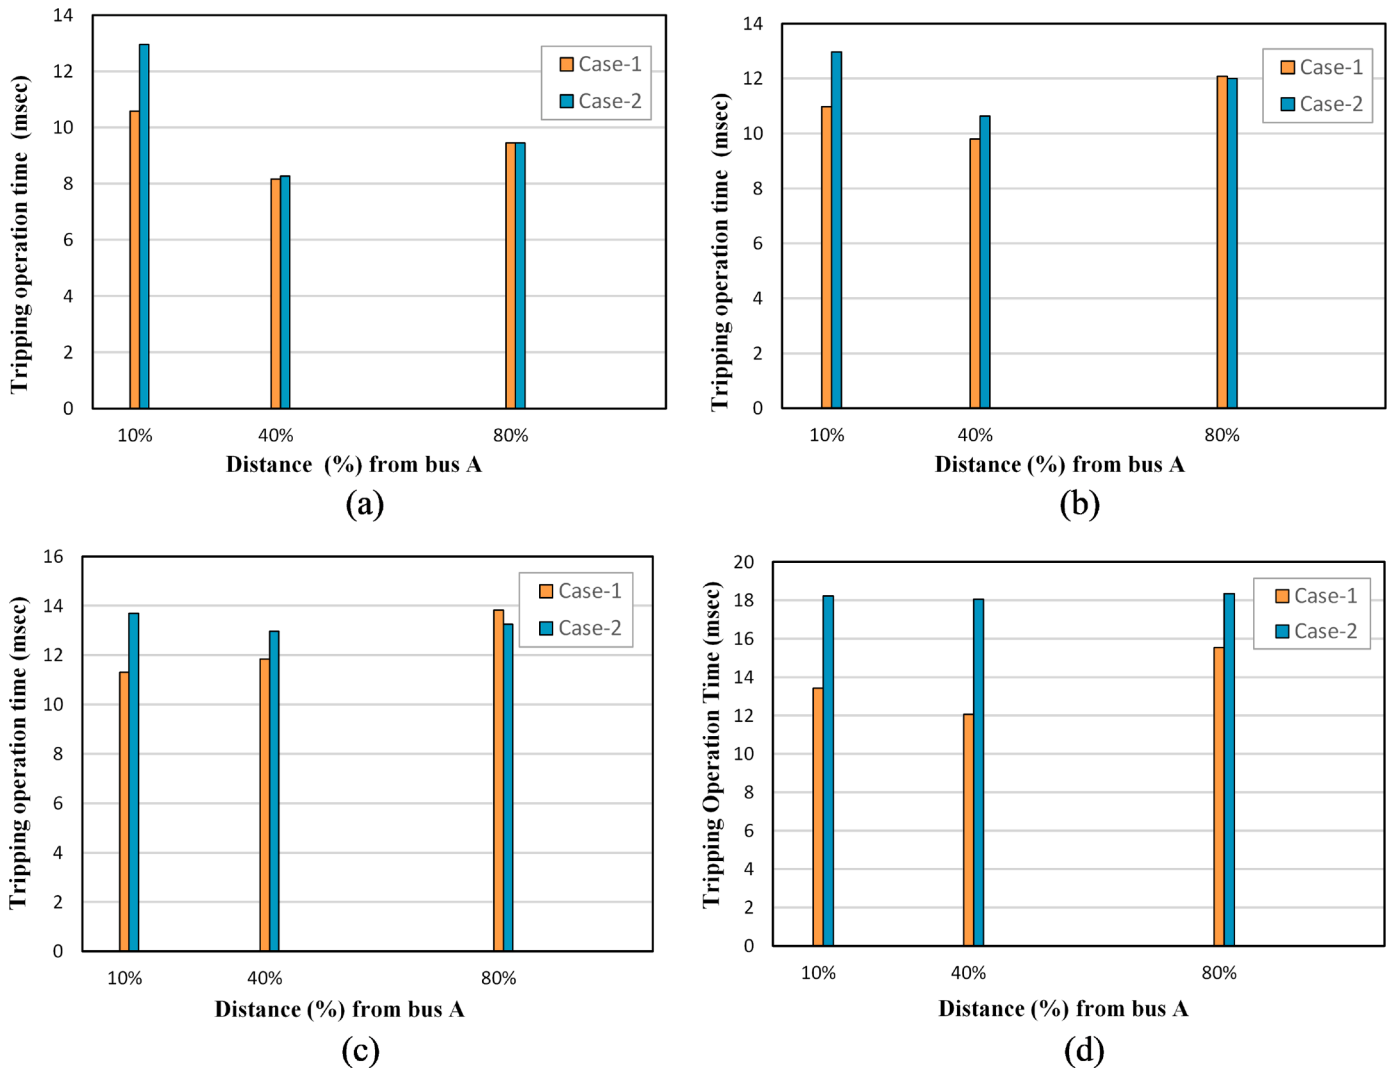 Tripping operation time (msec)
14
12
10
8
6
4
2
0
Case-1
Case-2
10%
40%
80%
Distance (%) from bus A
(a)
Tripping operation time (msec)
14
12
10
8
6
4
2
0
Case-1
Case-2
10%
40%
80%
Distance (%) from bus A
(b)
Tripping operation time (msec)
16
14
12
10
8
6
4
2
0
Case-1
Case-2
10%
40%
80%
Distance (%) from bus A
(c)
Tripping Operation Time (msec)
20
18
16
14
12
10
8
6
4
2
0
Case-1
Case-2
10%
40%
80%
Distance (%) from bus A
(d)